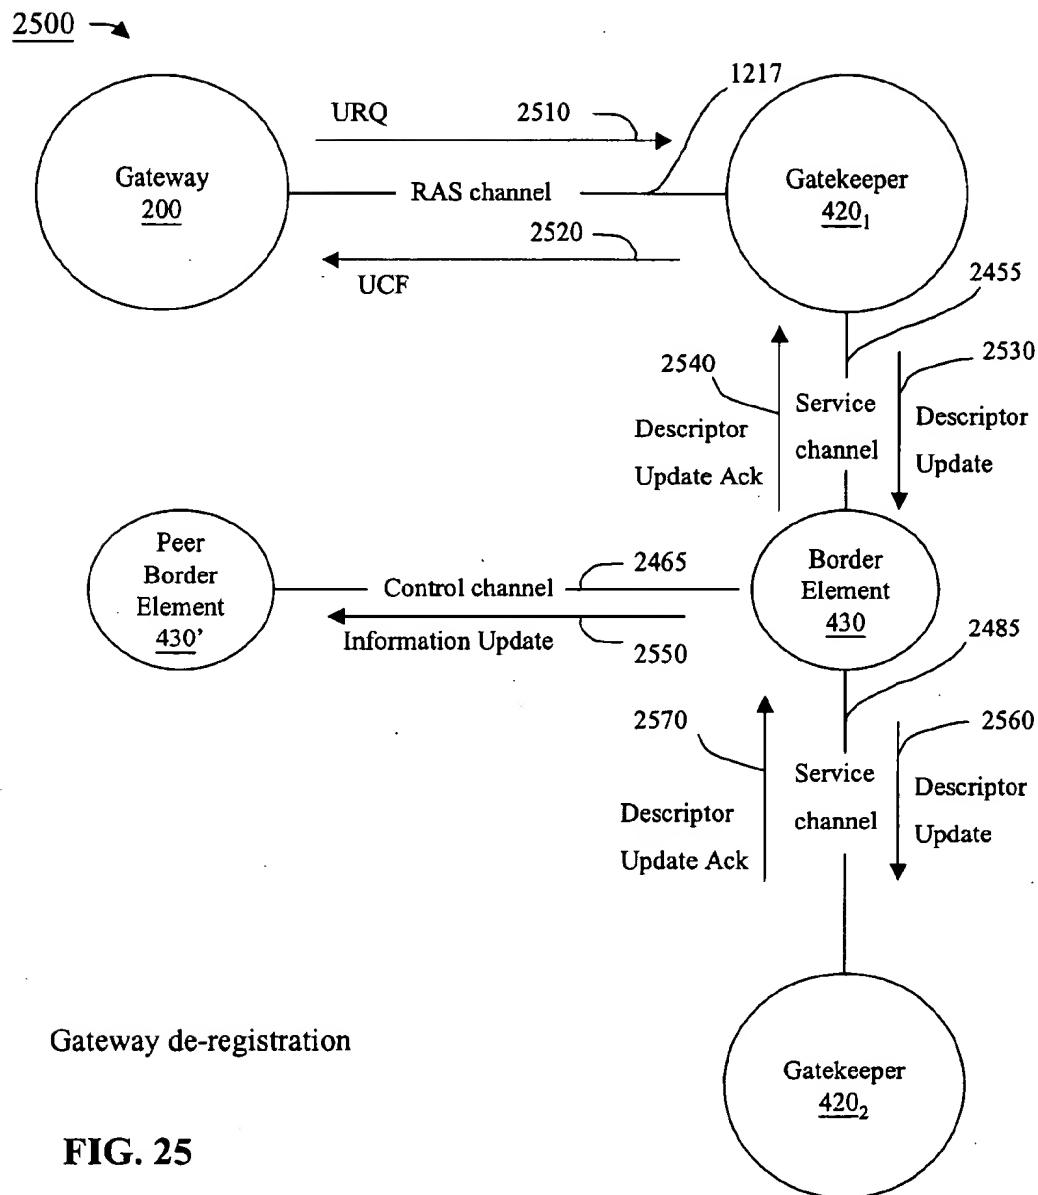 2500
1217
URQ
2510
Gateway
200
RAS channel
Gatekeeper
420₁
2520
UCF
2455
2540
2530
Service
channel
Descriptor
Update Ack
Descriptor
Update
Peer
Border
Element
430’
Control channel
2465
Border
Element
430
Information Update
2550
2485
2570
2560
Service
channel
Descriptor
Update Ack
Descriptor
Update
Gateway de-registration
Gatekeeper
420₂
FIG. 25